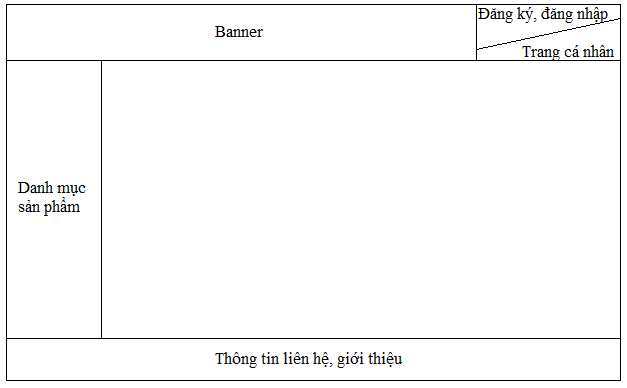 Banner
Đăng ký, đăng nhập
Trang cá nhân
Danh mục
sản phẩm
Thông tin liên hệ, giới thiệu